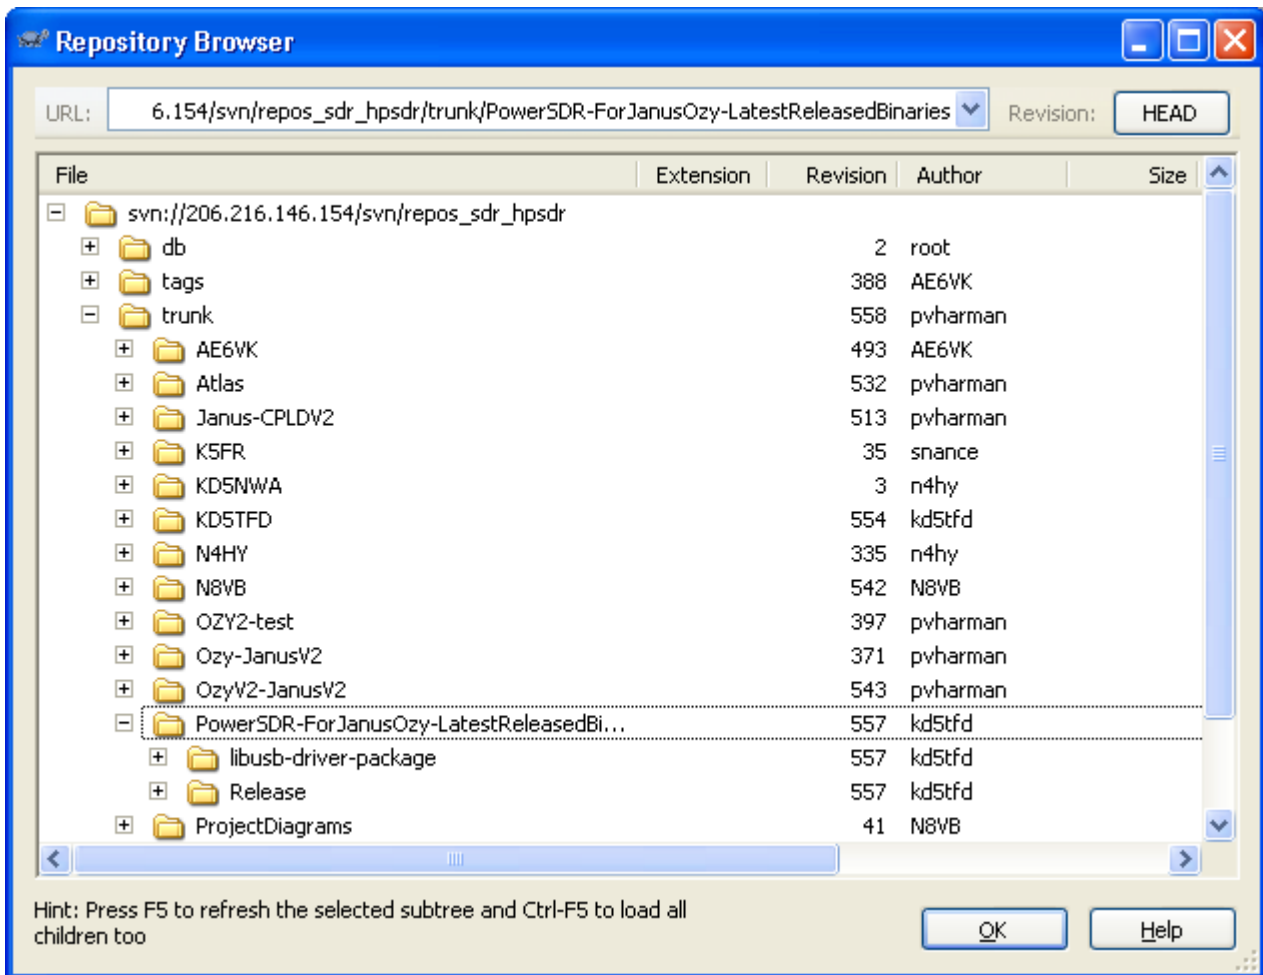 Repository Browser
URL: 6.154/svn/repos_sdr_hpsdr/trunk/PowerSDR-ForJanusOzy-LatestReleasedBinaries Revision: HEAD
File Extension Revision Author Size
svn://206.216.146.154/svn/repos_sdr_hpsdr
db 2 root
tags 388 AE6VK
trunk 558 pvharman
AE6VK 493 AE6VK
Atlas 532 pvharman
Janus-CPLDV2 513 pvharman
K5FR 35 snance
KD5NWA 3 n4hy
KD5TFD 554 kd5tfd
N4HY 335 n4hy
N8VB 542 N8VB
OZY2-test 397 pvharman
Ozy-JanusV2 371 pvharman
OzyV2-JanusV2 543 pvharman
PowerSDR-ForJanusOzy-LatestReleasedBi... 557 kd5tfd
libusb-driver-package 557 kd5tfd
Release 557 kd5tfd
ProjectDiagrams 41 N8VB
Hint: Press F5 to refresh the selected subtree and Ctrl-F5 to load all
children too
OK Help